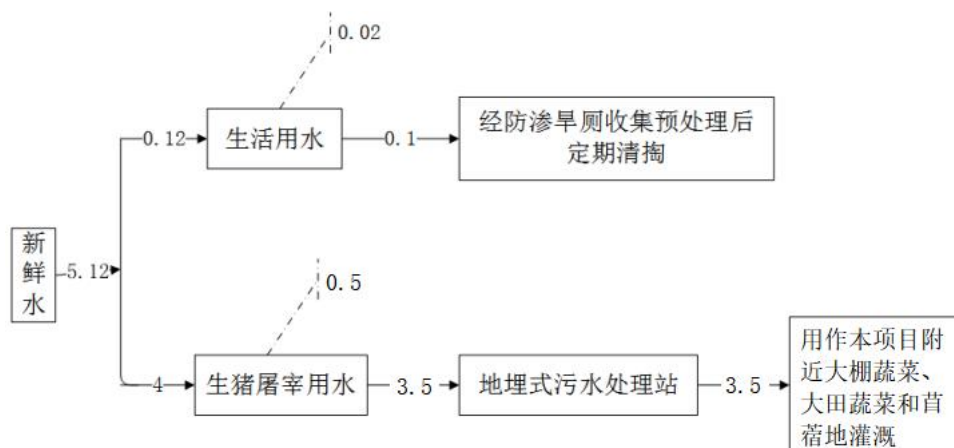 0.02
0.12
生活用水
0.1
经防渗旱厕收集预处理后
定期清掏
新
鲜
水
5.12
0.5
4
生猪屠宰用水
3.5
地埋式污水处理站
3.5
用作本项目附
近大棚蔬菜、
大田蔬菜和苜
蓿地灌溉